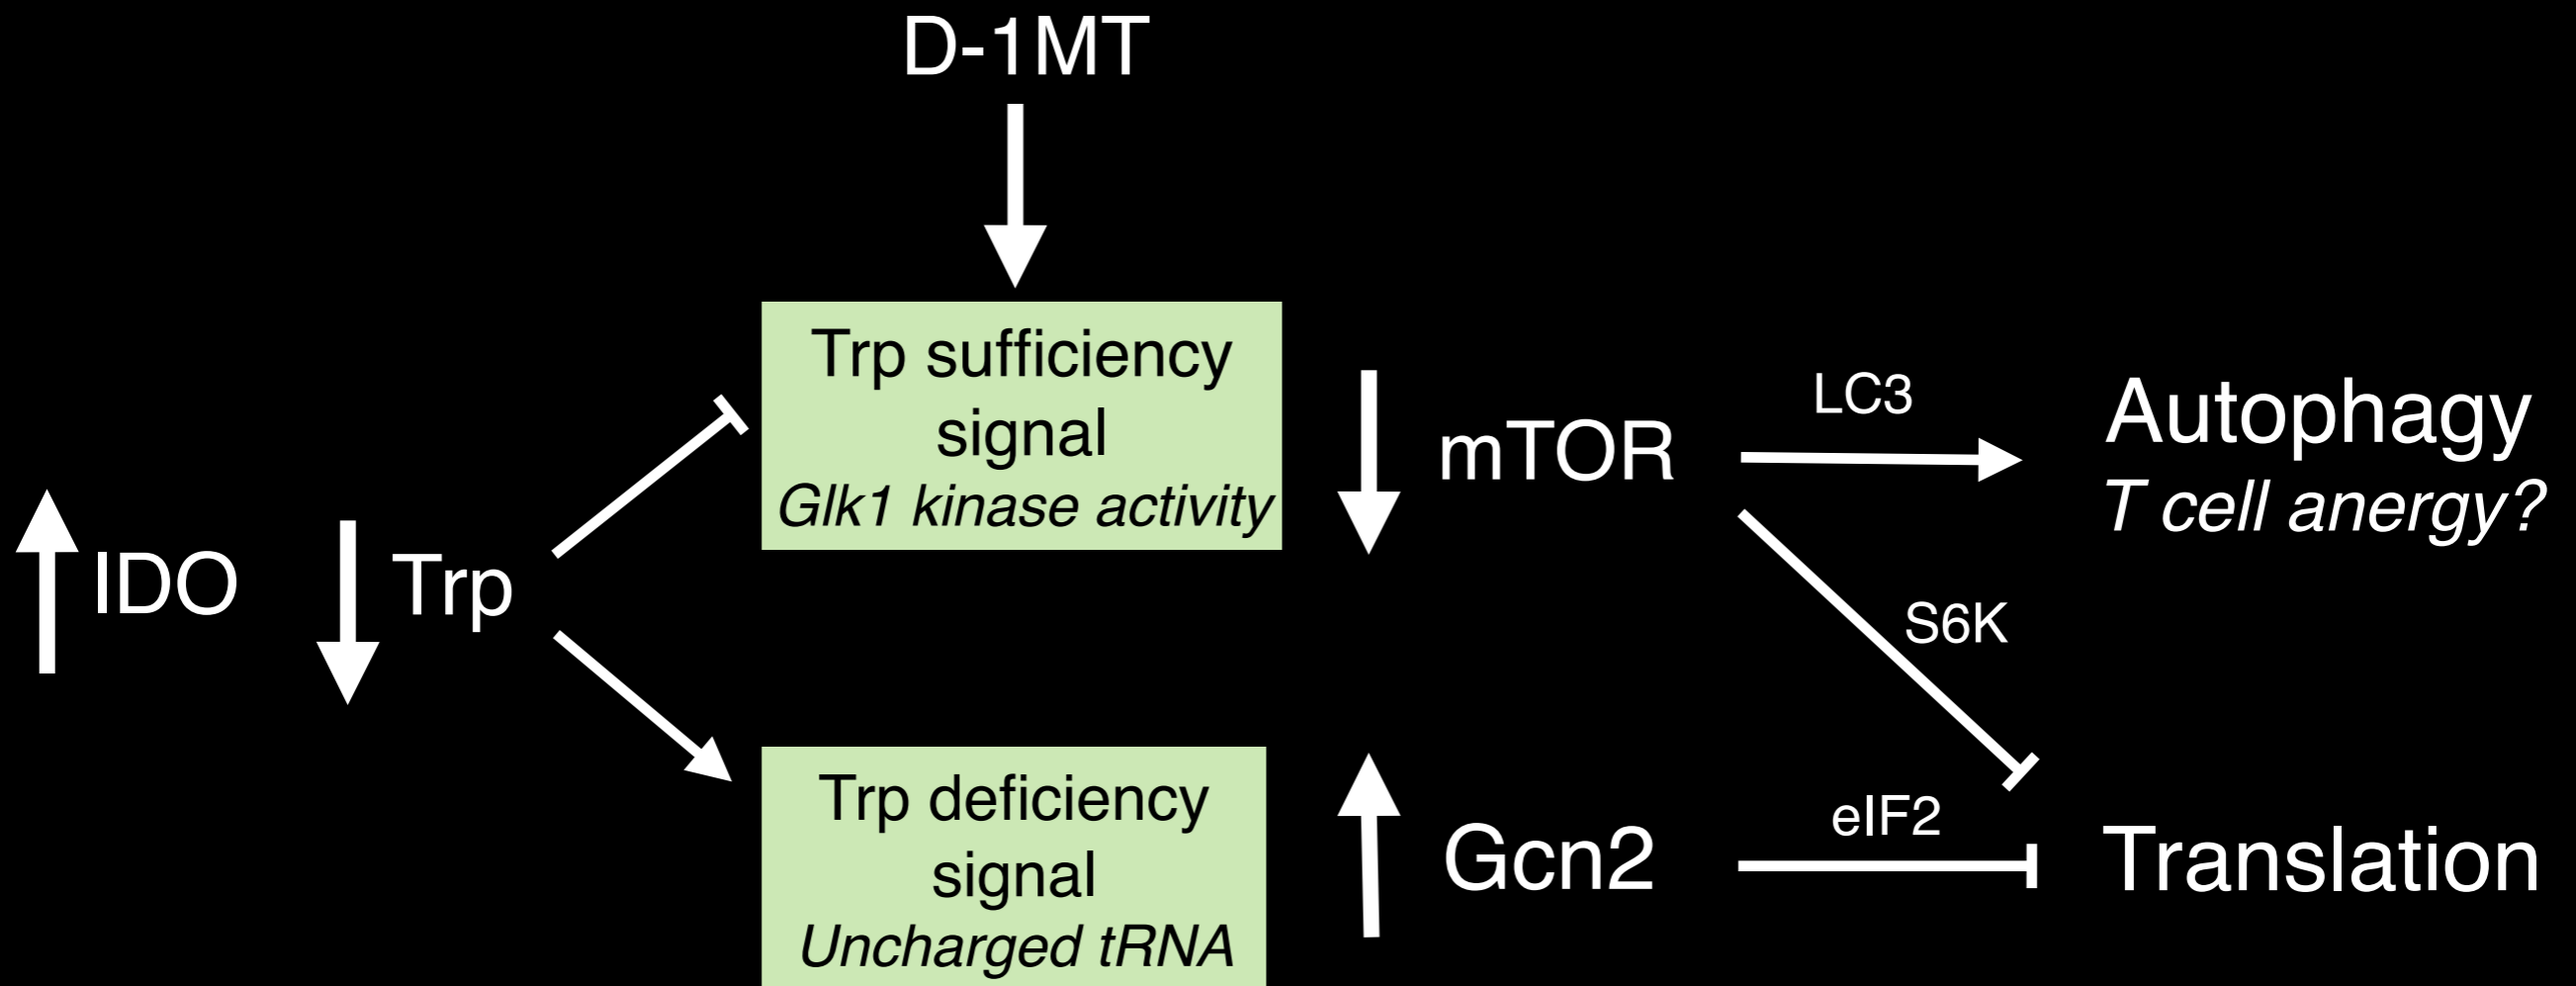 D-1MT
Trp sufficiency
signal
Glk1 kinase activity
IDO
Trp
mTOR
LC3
Autophagy
T cell anergy?
S6K
Trp deficiency
signal
Uncharged tRNA
Gcn2
eIF2
Translation